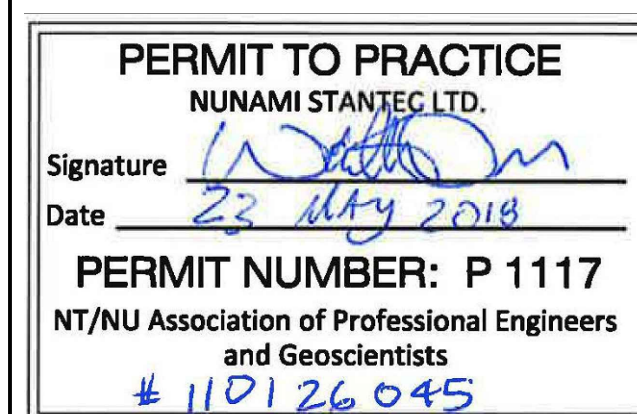 PERMIT TO PRACTICE
NUNAMI STANTEC LTD.
Signature
Date 23 MAY 2018
PERMIT NUMBER: P 1117
NT/NU Association of Professional Engineers
and Geoscientists
# 110126045